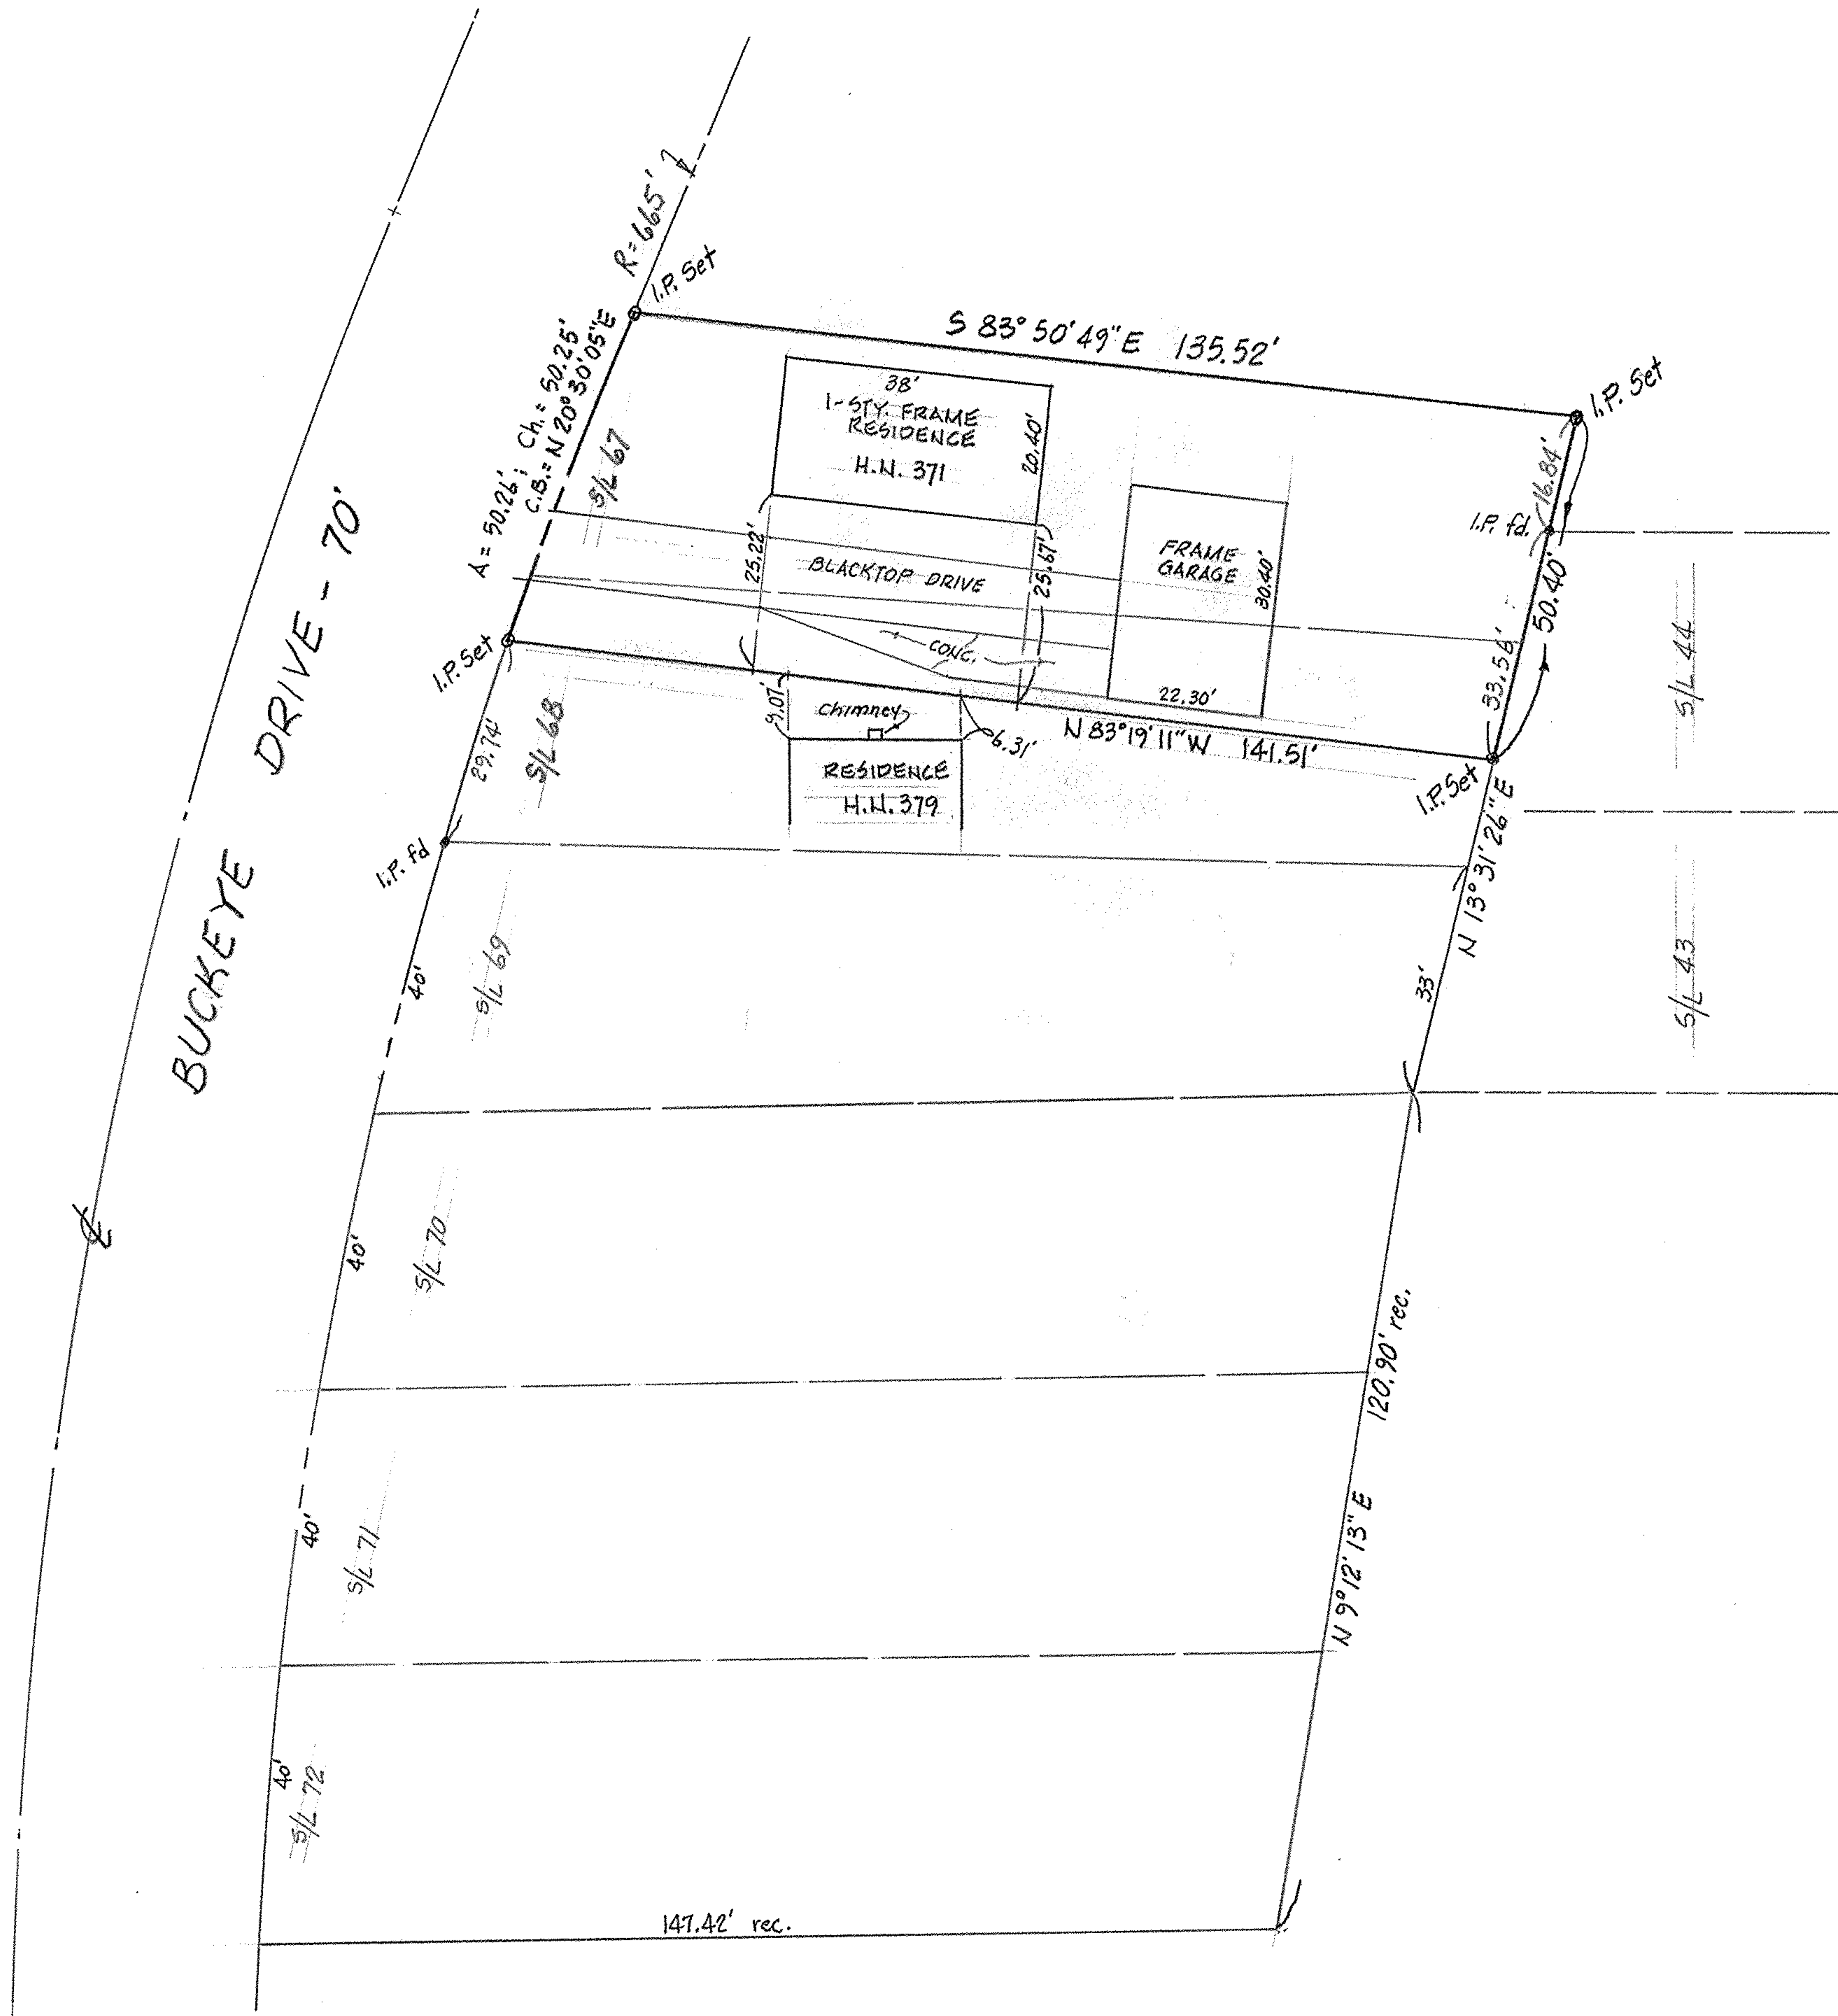 R = 665'
I.P. Set
S 83° 50' 49" E 135.52'
I.P. Set
A = 50.26' ; Ch. = 50.25'
C.B. = N 20° 30' 05" E
S/L 67
38'
1-STY. FRAME
RESIDENCE
H.N. 371
20.40'
16.84'
I.P. fd.
25.22'
BLACKTOP DRIVE
25.67'
FRAME
GARAGE
30.40'
50.40'
33.56'
S/L 44
CONC.
22.30'
I.P. Set
9.07'
Chimney
6.31'
N 83° 19' 11" W 141.51'
I.P. Set
29.74'
S/L 68
RESIDENCE
H.N. 379
I.P. fd
BUCKEYE DRIVE - 70'
N 13° 31' 26" E
33'
S/L 43
40'
S/L 69
40'
S/L 70
120.90' rec.
N 9° 12' 13" E
40'
S/L 71
40'
S/L 72
147.42' rec.